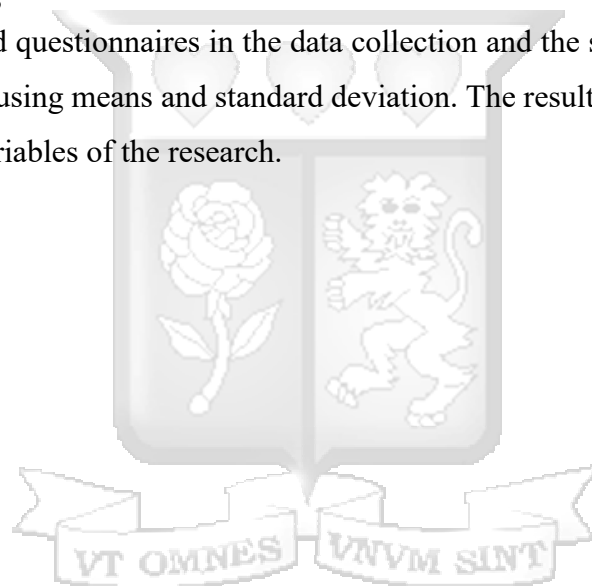 d questionnaires in the data collection and the s
using means and standard deviation. The result
riables of the research.
VT OMNES VNVM SINT